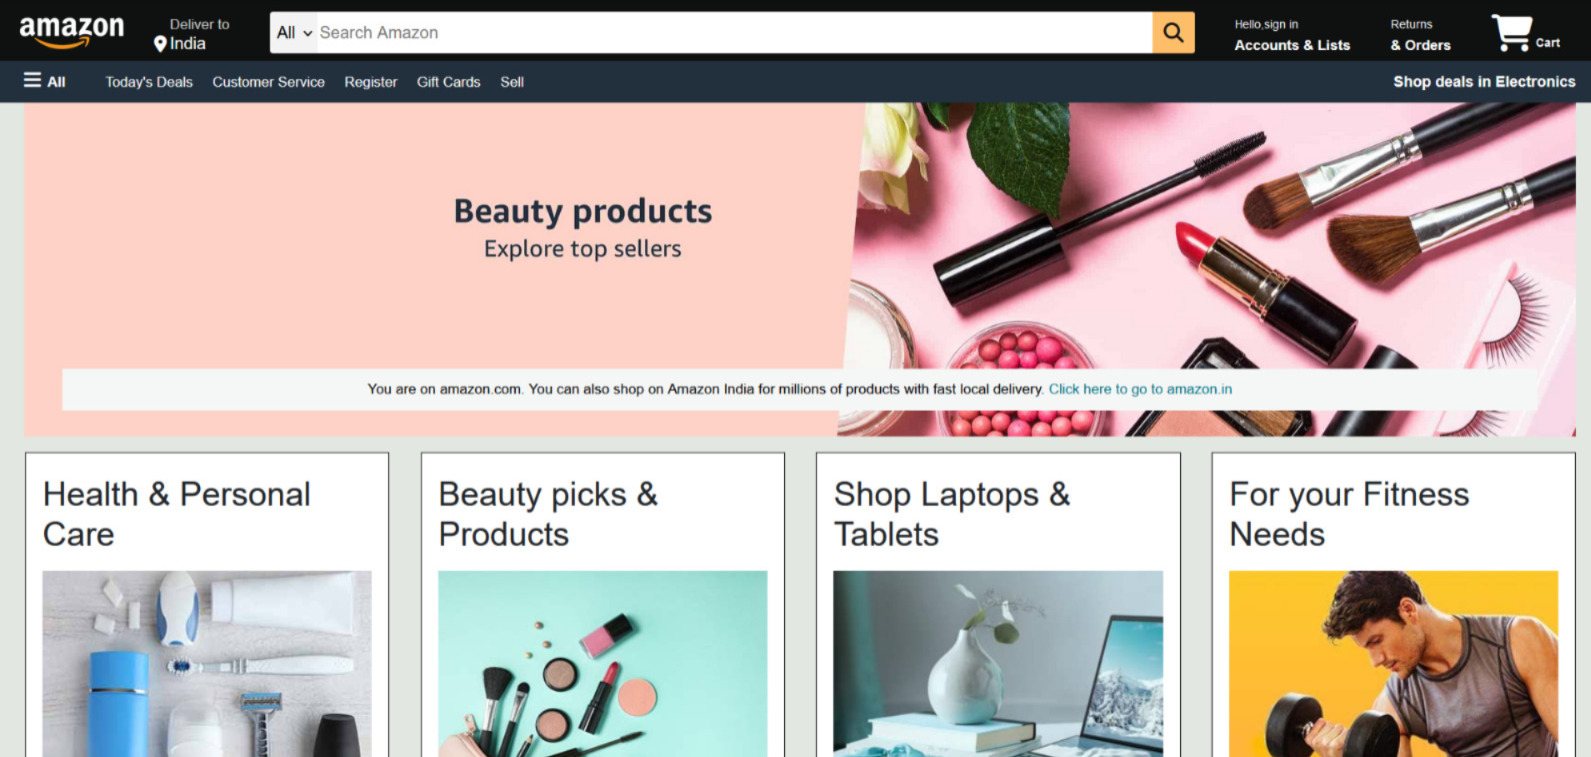 amazon
Deliver to
India
All
Search Amazon
Hello,sign in
Accounts & Lists
Returns
& Orders
Cart
All
Today's Deals
Customer Service
Register
Gift Cards
Sell
Shop deals in Electronics
Beauty products
Explore top sellers
You are on amazon.com. You can also shop on Amazon India for millions of products with fast local delivery. Click here to go to amazon.in
Health & Personal
Care
Beauty picks &
Products
Shop Laptops &
Tablets
For your Fitness
Needs